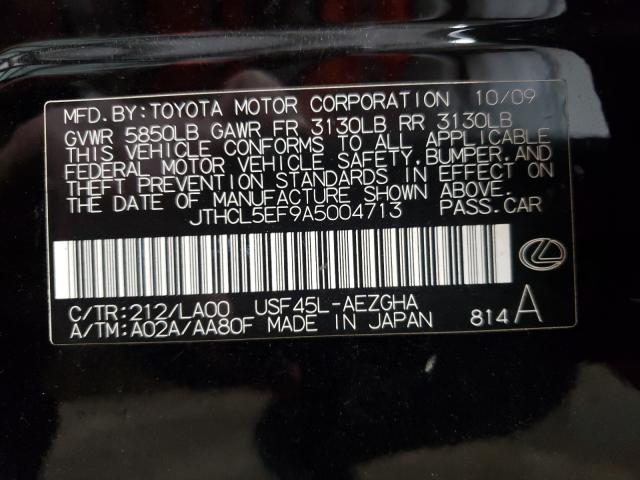 MFD.BY:TOYOTA MOTOR CORPORATION 10/09
GVWR 5850LB GAWR FR 3130LB RR 3130LB
THIS VEHICLE CONFORMS TO ALL APPLICABLE
FEDERAL MOTOR VEHICLE SAFETY,BUMPER,AND
THEFT PREVENTION STANDARDS IN EFFECT ON
THE DATE OF MANUFACTURE SHOWN ABOVE.
JTHCL5EF9A5004713 PASS.CAR
C/TR:212/LA00 USF45L-AEZGHA
A/TM:A02A/AA80F MADE IN JAPAN 814A